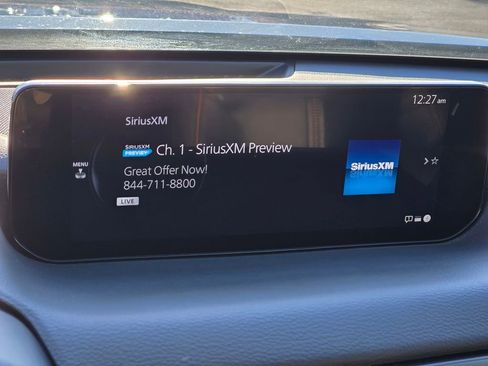 12:27 am
SiriusXM
SIRIUSXM
PREVIEW
Ch. 1 - SiriusXM Preview
MENU
Great Offer Now!
844-711-8800
LIVE
SiriusXM